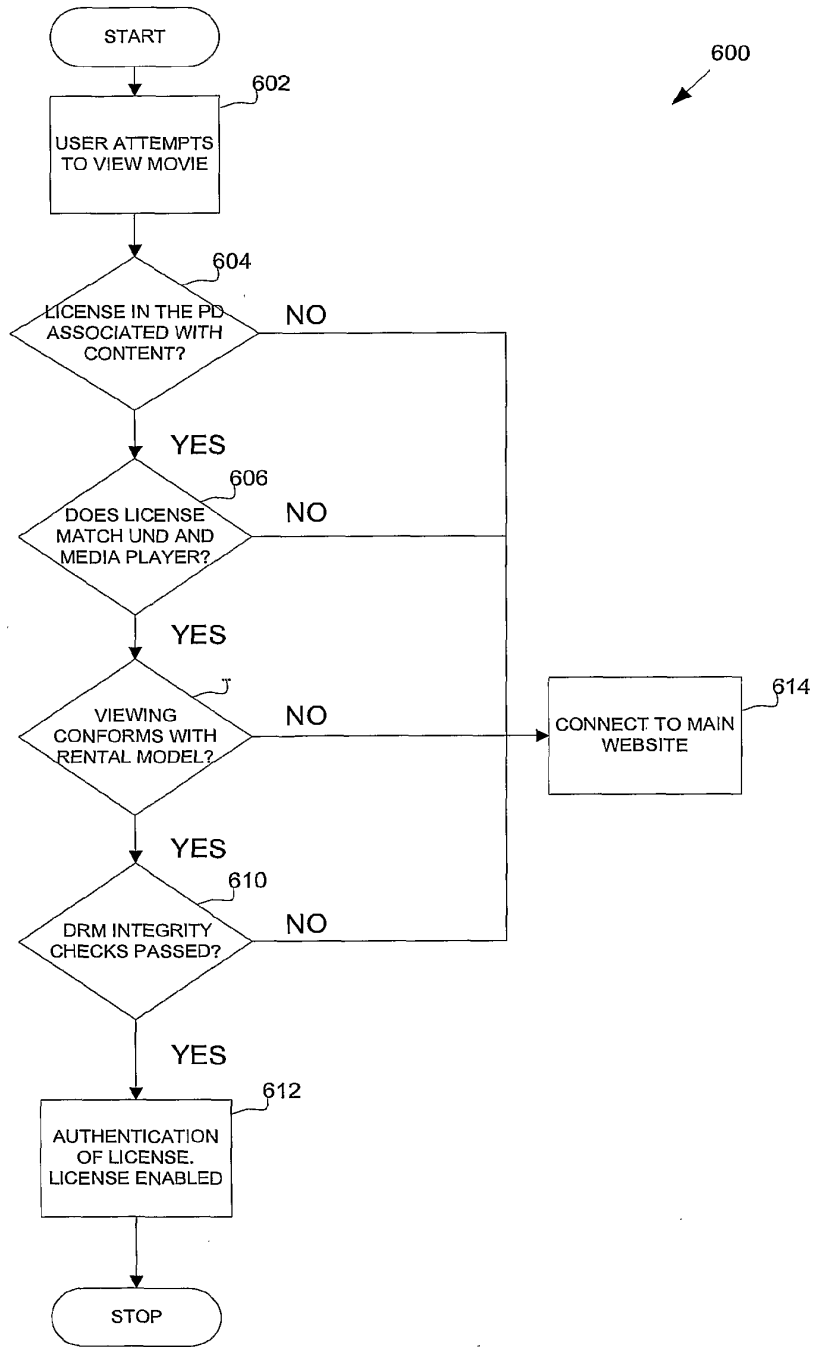 START
600
602
USER ATTEMPTS
TO VIEW MOVIE
604
LICENSE IN THE PD
ASSOCIATED WITH
CONTENT?
NO
YES
606
DOES LICENSE
MATCH UND AND
MEDIA PLAYER?
NO
YES
VIEWING
CONFORMS WITH
RENTAL MODEL?
NO
614
CONNECT TO MAIN
WEBSITE
YES
610
DRM INTEGRITY
CHECKS PASSED?
NO
YES
612
AUTHENTICATION
OF LICENSE.
LICENSE ENABLED
STOP